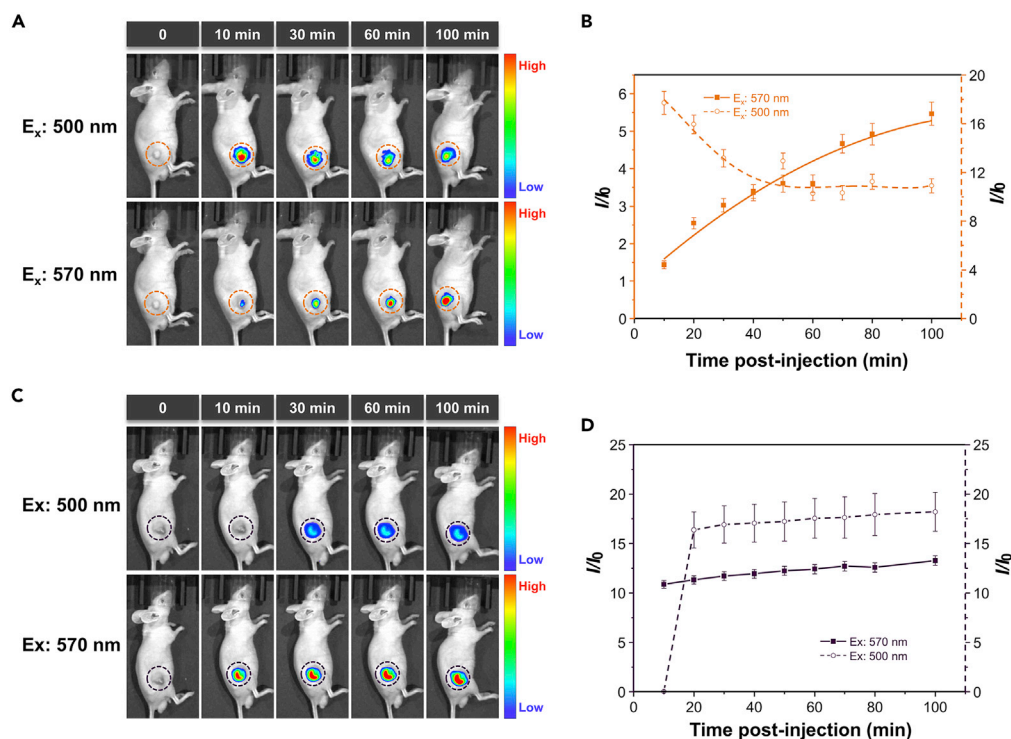 A
0 10 min 30 min 60 min 100 min
Eₓ: 500 nm
High
Low
Eₓ: 570 nm
High
Low
B
Eₓ: 570 nm
Eₓ: 500 nm
I/I₀
6
5
4
3
2
1
0
20
16
12
8
4
0
I/I₀
0 20 40 60 80 100
Time post-injection (min)
C
0 10 min 30 min 60 min 100 min
Ex: 500 nm
High
Low
Ex: 570 nm
High
Low
D
I/I₀
25
20
15
10
5
0
25
20
15
10
5
0
I/I₀
Ex: 570 nm
Ex: 500 nm
0 20 40 60 80 100
Time post-injection (min)